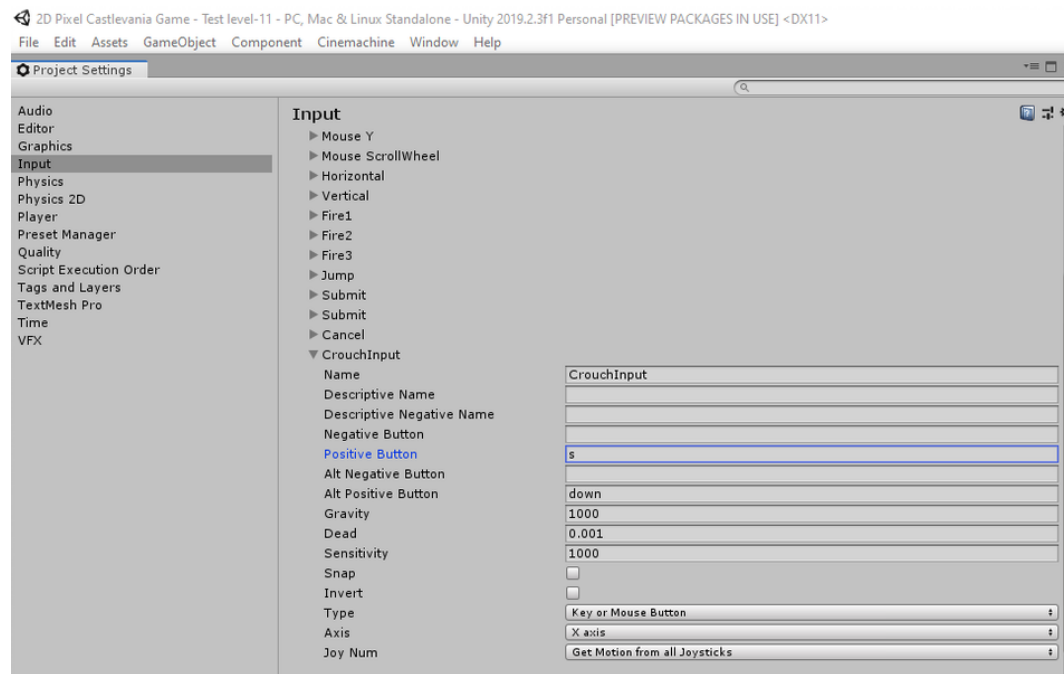 2D Pixel Castlevania Game - Test level-11 - PC, Mac & Linux Standalone - Unity 2019.2.3f1 Personal [PREVIEW PACKAGES IN USE] <DX11>
File Edit Assets GameObject Component Cinemachine Window Help
Project Settings
Audio
Editor
Graphics
Input
Physics
Physics 2D
Player
Preset Manager
Quality
Script Execution Order
Tags and Layers
TextMesh Pro
Time
VFX
Input
Mouse Y
Mouse ScrollWheel
Horizontal
Vertical
Fire1
Fire2
Fire3
Jump
Submit
Submit
Cancel
CrouchInput
Name CrouchInput
Descriptive Name
Descriptive Negative Name
Negative Button
Positive Button s
Alt Negative Button
Alt Positive Button down
Gravity 1000
Dead 0.001
Sensitivity 1000
Snap
Invert
Type Key or Mouse Button
Axis X axis
Joy Num Get Motion from all Joysticks